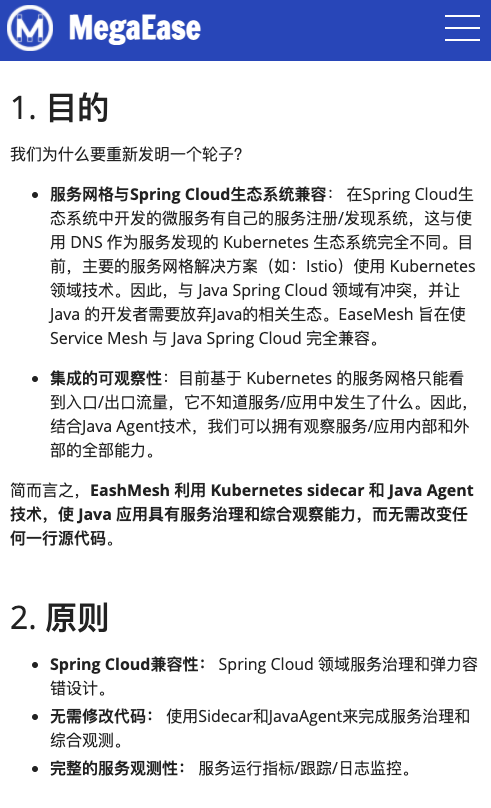 MegaEase
1. 目的
我们为什么要重新发明一个轮子?
服务网格与Spring Cloud生态系统兼容： 在Spring Cloud生
态系统中开发的微服务有自己的服务注册/发现系统，这与使
用 DNS 作为服务发现的 Kubernetes 生态系统完全不同。目
前，主要的服务网格解决方案（如：Istio）使用 Kubernetes
领域技术。因此，与 Java Spring Cloud 领域有冲突，并让
Java 的开发者需要放弃Java的相关生态。EaseMesh 旨在使
Service Mesh 与 Java Spring Cloud 完全兼容。
集成的可观察性：目前基于 Kubernetes 的服务网格只能看
到入口/出口流量，它不知道服务/应用中发生了什么。因此，
结合Java Agent技术，我们可以拥有观察服务/应用内部和外
部的全部能力。
简而言之，EashMesh 利用 Kubernetes sidecar 和 Java Agent
技术，使 Java 应用具有服务治理和综合观察能力，而无需改变任
何一行源代码。
2. 原则
Spring Cloud兼容性： Spring Cloud 领域服务治理和弹力容
错设计。
无需修改代码： 使用Sidecar和JavaAgent来完成服务治理和
综合观测。
完整的服务观测性： 服务运行指标/跟踪/日志监控。